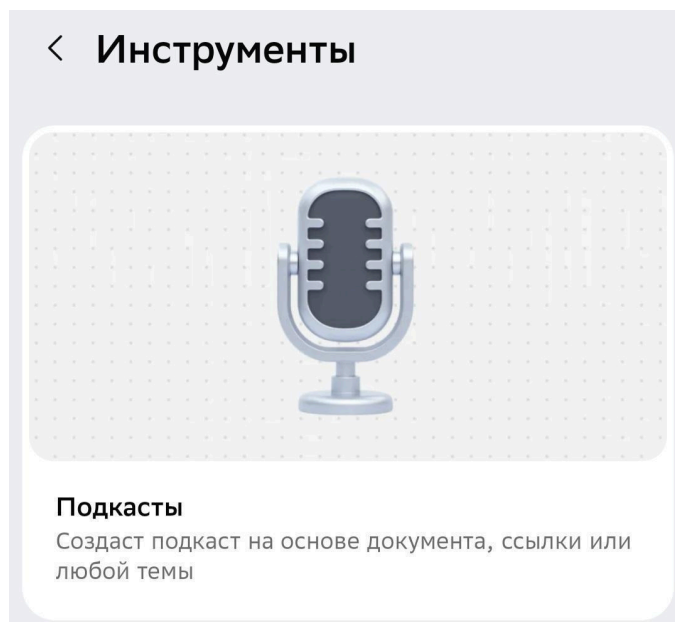 Инструменты
Подкасты
Создаст подкаст на основе документа, ссылки или
любой темы